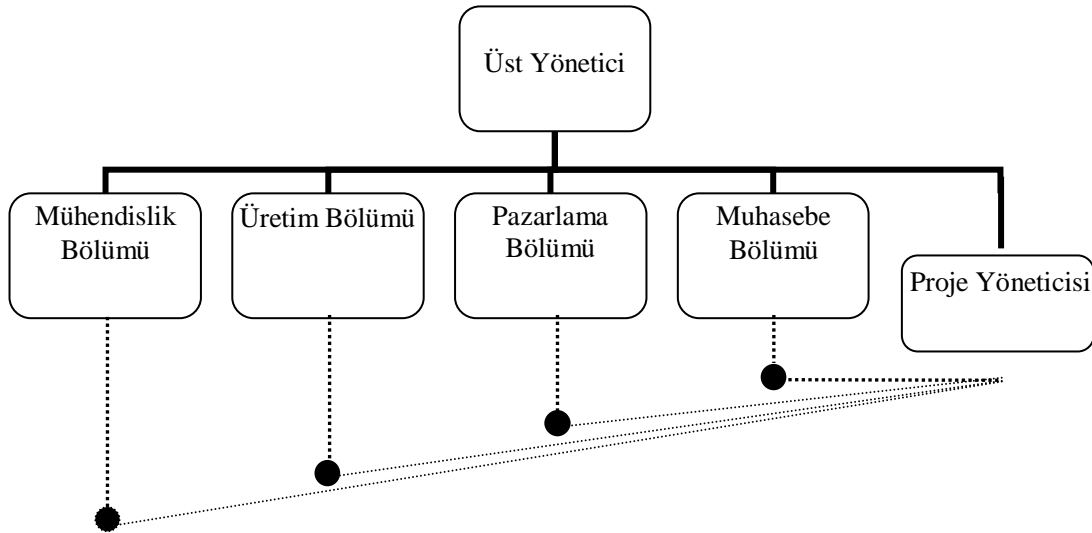 Üst Yönetici
Mühendislik
Bölümü
Üretim Bölümü
Pazarlama
Bölümü
Muhasebe
Bölümü
Proje Yöneticisi